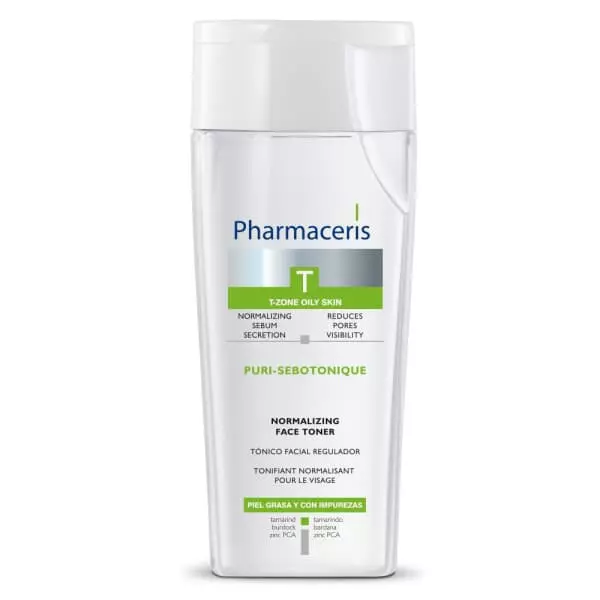 Pharmaceris
T
T-ZONE OILY SKIN
NORMALIZING
SEBUM
SECRETION
REDUCES
PORES
VISIBILITY
PURI-SEBOTONIQUE
NORMALIZING
FACE TONER
TÓNICO FACIAL REGULADOR
TONIFIANT NORMALISANT
POUR LE VISAGE
PIEL GRASA Y CON IMPUREZAS
tamarind
burdock
zinc PCA
tamarindo
bardana
zinc PCA